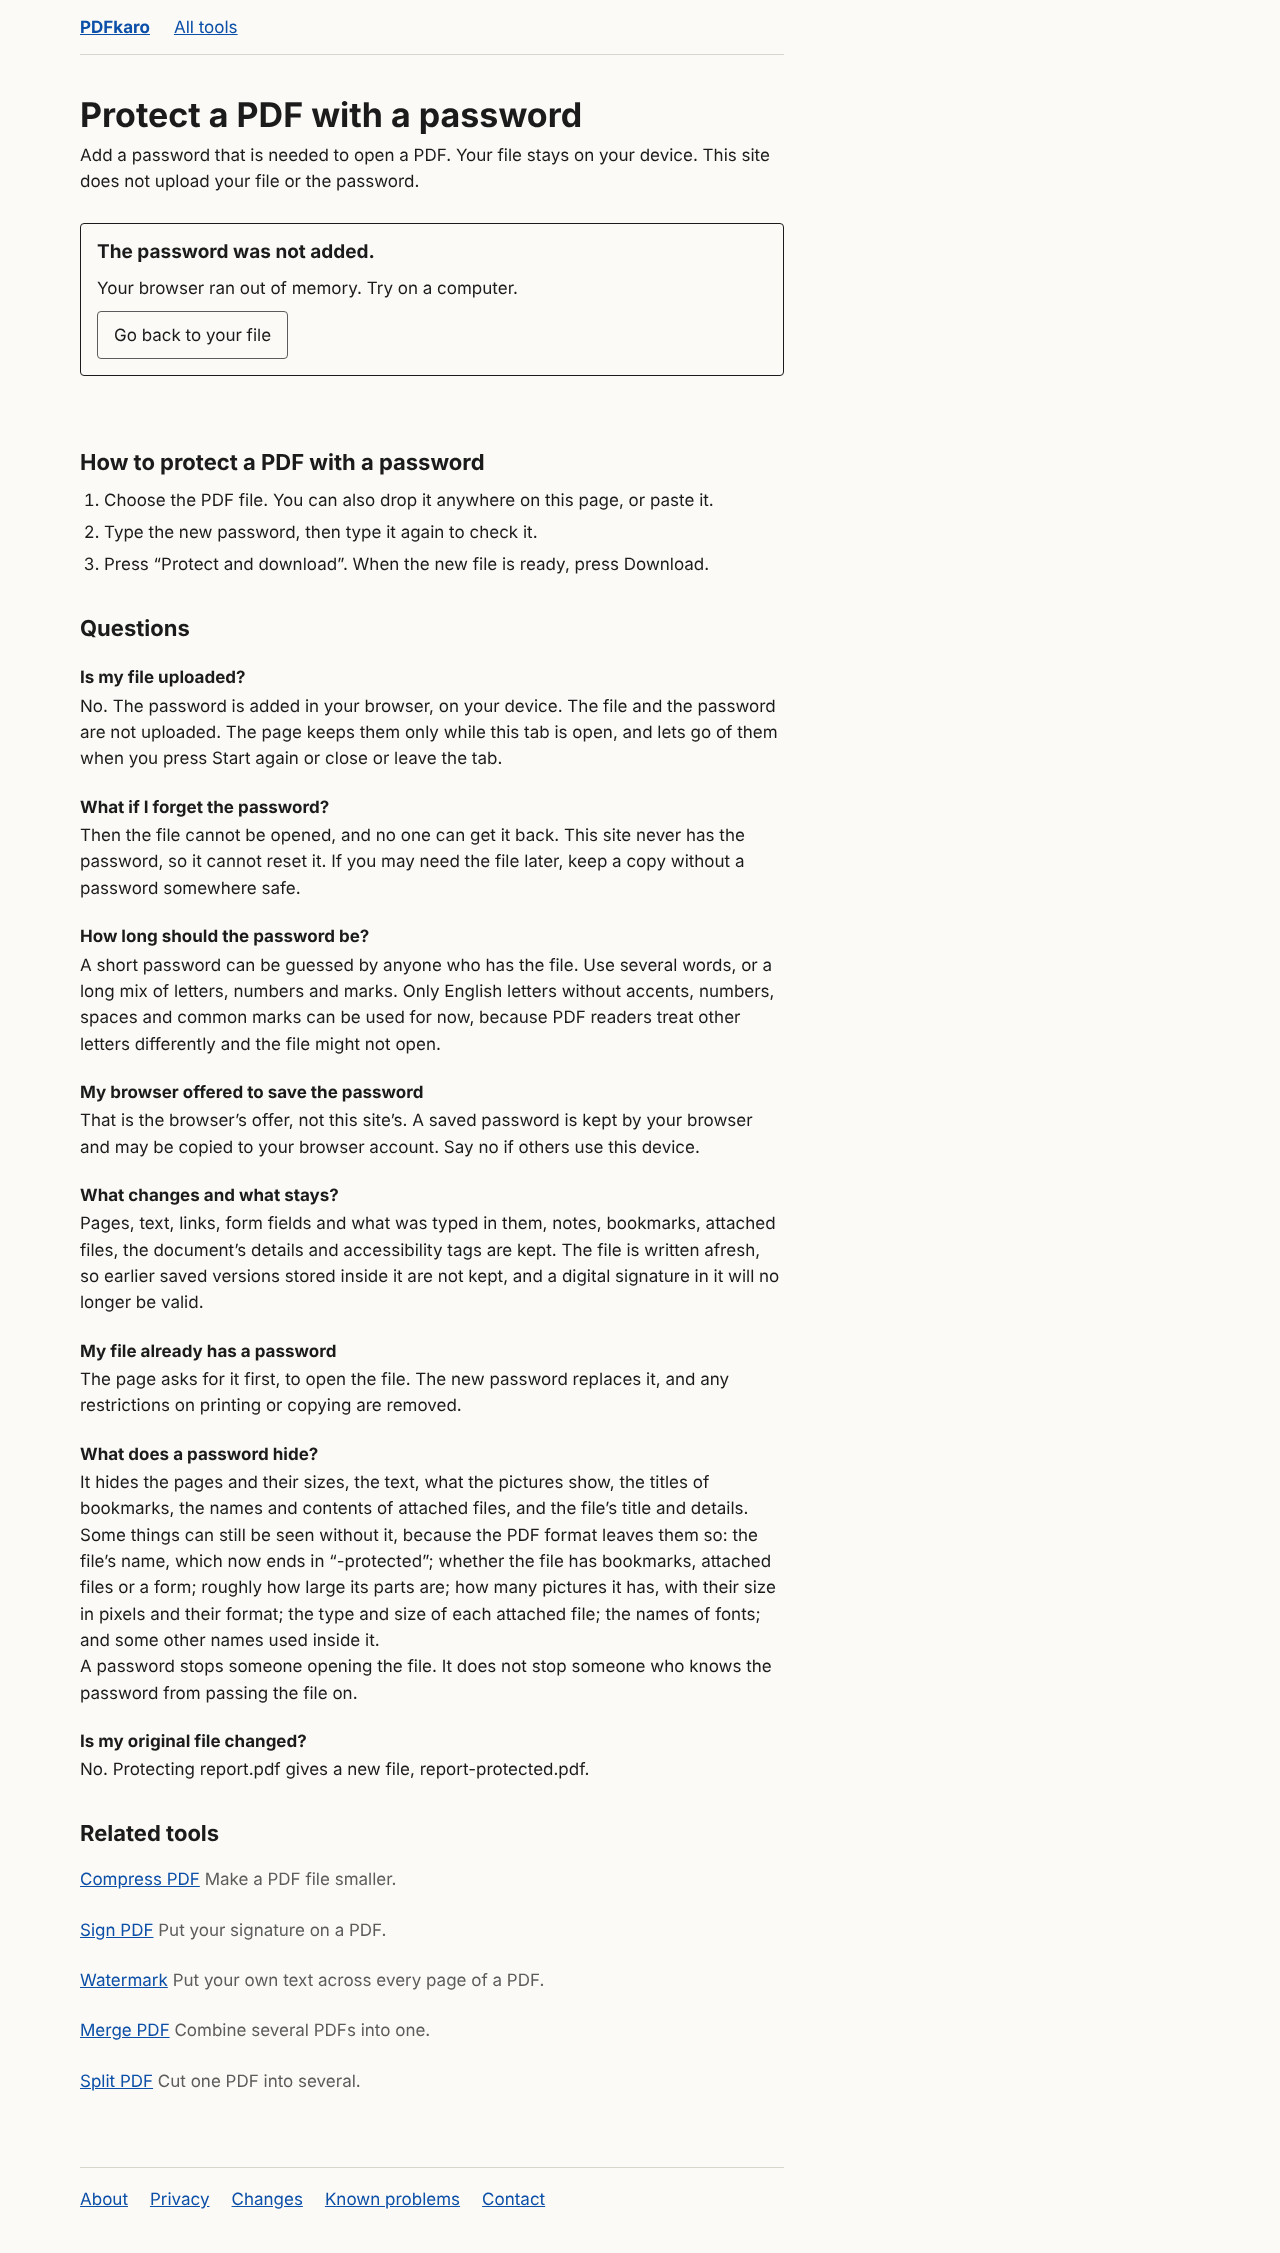 PDFkaro All tools
Protect a PDF with a password
Add a password that is needed to open a PDF. Your file stays on your device. This site
does not upload your file or the password.
The password was not added.
Your browser ran out of memory. Try on a computer.
Go back to your file
How to protect a PDF with a password
1. Choose the PDF file. You can also drop it anywhere on this page, or paste it.
2. Type the new password, then type it again to check it.
3. Press “Protect and download”. When the new file is ready, press Download.
Questions
Is my file uploaded?
No. The password is added in your browser, on your device. The file and the password
are not uploaded. The page keeps them only while this tab is open, and lets go of them
when you press Start again or close or leave the tab.
What if I forget the password?
Then the file cannot be opened, and no one can get it back. This site never has the
password, so it cannot reset it. If you may need the file later, keep a copy without a
password somewhere safe.
How long should the password be?
A short password can be guessed by anyone who has the file. Use several words, or a
long mix of letters, numbers and marks. Only English letters without accents, numbers,
spaces and common marks can be used for now, because PDF readers treat other
letters differently and the file might not open.
My browser offered to save the password
That is the browser’s offer, not this site’s. A saved password is kept by your browser
and may be copied to your browser account. Say no if others use this device.
What changes and what stays?
Pages, text, links, form fields and what was typed in them, notes, bookmarks, attached
files, the document’s details and accessibility tags are kept. The file is written afresh,
so earlier saved versions stored inside it are not kept, and a digital signature in it will no
longer be valid.
My file already has a password
The page asks for it first, to open the file. The new password replaces it, and any
restrictions on printing or copying are removed.
What does a password hide?
It hides the pages and their sizes, the text, what the pictures show, the titles of
bookmarks, the names and contents of attached files, and the file’s title and details.
Some things can still be seen without it, because the PDF format leaves them so: the
file’s name, which now ends in “-protected”; whether the file has bookmarks, attached
files or a form; roughly how large its parts are; how many pictures it has, with their size
in pixels and their format; the type and size of each attached file; the names of fonts;
and some other names used inside it.
A password stops someone opening the file. It does not stop someone who knows the
password from passing the file on.
Is my original file changed?
No. Protecting report.pdf gives a new file, report-protected.pdf.
Related tools
Compress PDF Make a PDF file smaller.
Sign PDF Put your signature on a PDF.
Watermark Put your own text across every page of a PDF.
Merge PDF Combine several PDFs into one.
Split PDF Cut one PDF into several.
About Privacy Changes Known problems Contact